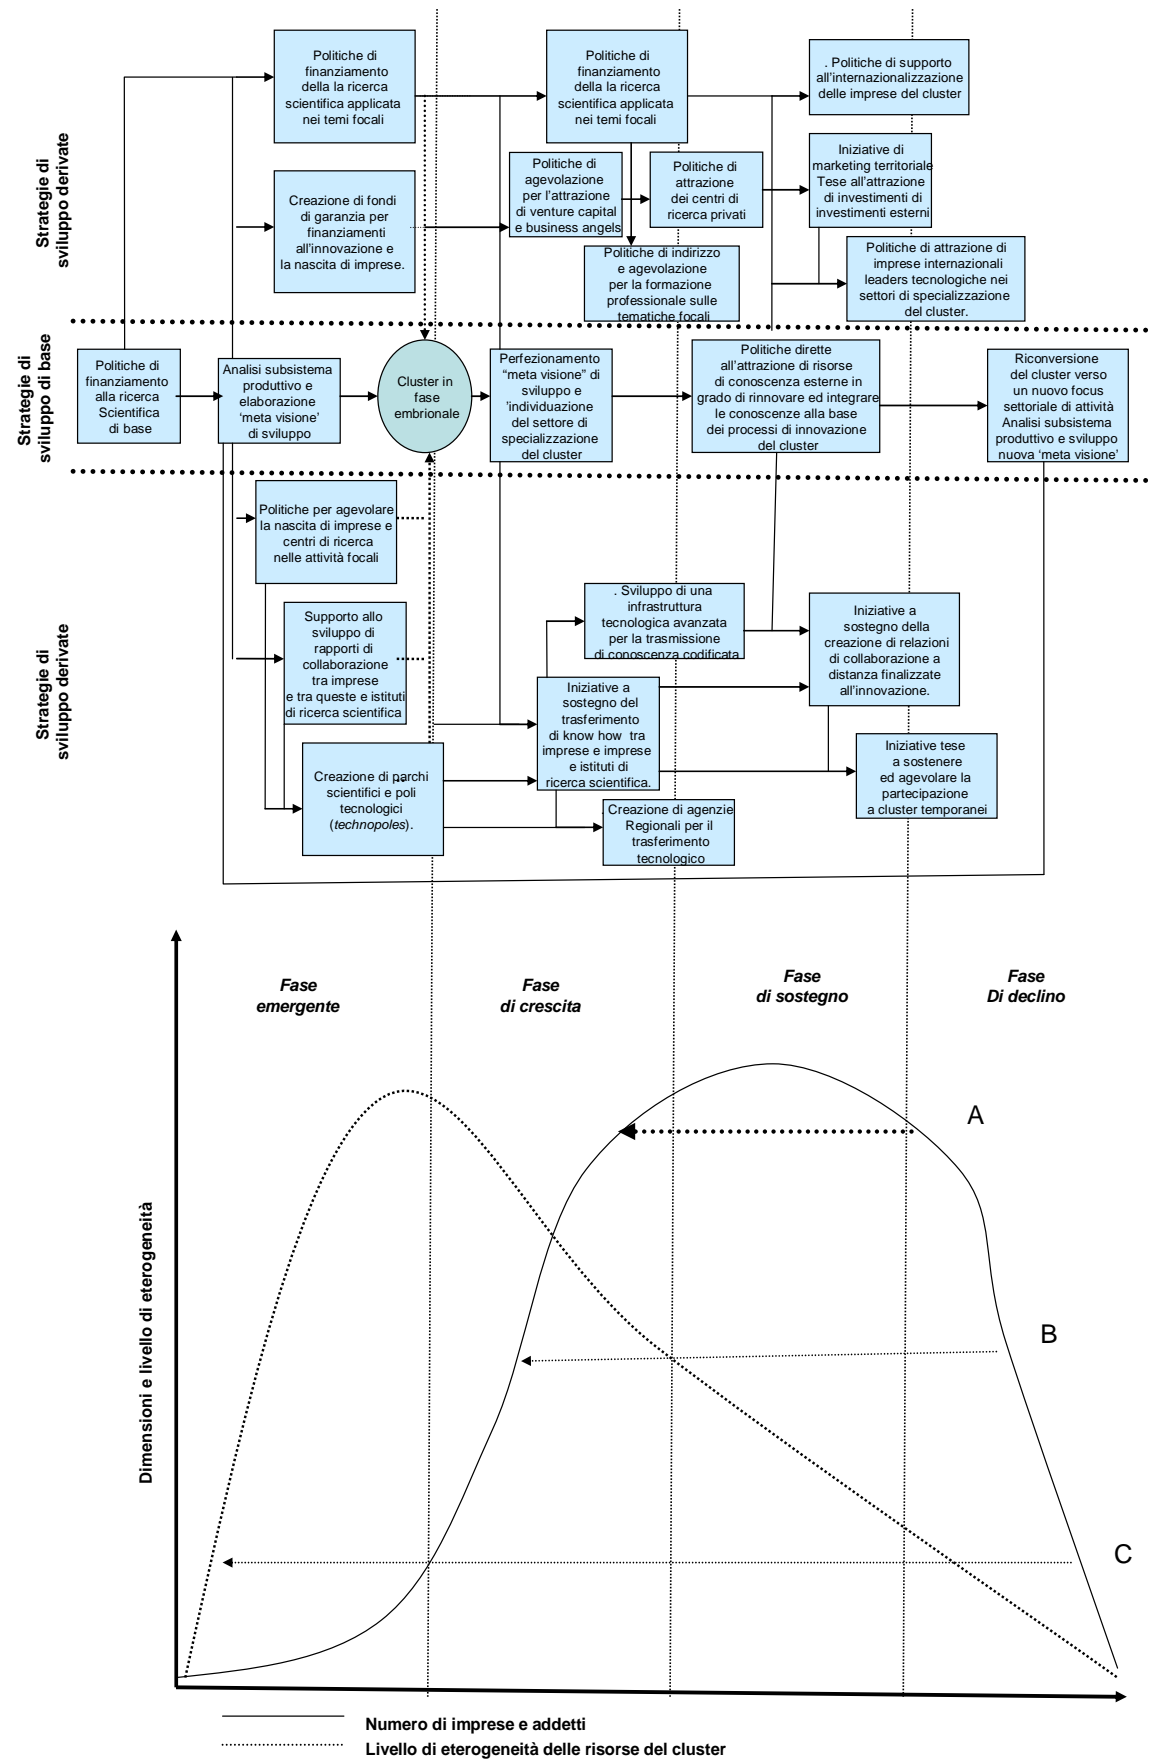 Strategie di
sviluppo derivate
Politiche di
finanziamento
della la ricerca
scientifica applicata
nei temi focali
Politiche di
finanziamento
della la ricerca
scientifica applicata
nei temi focali
. Politiche di supporto
all'internazionalizzazione
delle imprese del cluster
Creazione di fondi
di garanzia per
finanziamenti
all'innovazione e
la nascita di imprese.
Politiche di
agevolazione
per l'attrazione
di venture capital
e business angels
Politiche di
attrazione
dei centri di
ricerca privati
Iniziative di
marketing territoriale
Tese all'attrazione
di investimenti di
investimenti esterni
Politiche di indirizzo
e agevolazione
per la formazione
professionale sulle
tematiche focali
Politiche di attrazione di
imprese internazionali
leaders tecnologiche nei
settori di specializzazione
del cluster.
Strategie di
sviluppo di base
Politiche di
finanziamento
alla ricerca
Scientifica
di base
Analisi subsistema
produttivo e
elaborazione
'meta visione'
di sviluppo
Cluster in
fase
embrionale
Perfezionamento
“meta visione” di
sviluppo e
'individuazione
del settore di
specializzazione
del cluster
Politiche dirette
all'attrazione di risorse
di conoscenza esterne in
grado di rinnovare ed integrare
le conoscenze alla base
dei processi di innovazione
del cluster
Riconversione
del cluster verso
un nuovo focus
settoriale di attività
Analisi subsistema
produttivo e sviluppo
nuova 'meta visione'
Strategie di
sviluppo derivate
Politiche per agevolare
la nascita di imprese e
centri di ricerca
nelle attività focali
Supporto allo
sviluppo di
rapporti di
collaborazione
tra imprese
e tra queste e istituti
di ricerca scientifica
Creazione di parchi
scientifici e poli
tecnologici
(technopoles).
. Sviluppo di una
infrastruttura
tecnologica avanzata
per la trasmissione
di conoscenza codificata
Iniziative a
sostegno del
trasferimento
di know how tra
imprese e imprese
e istituti di
ricerca scientifica.
. Creazione di agenzie
Regionali per il
trasferimento
tecnologico
Iniziative a
sostegno della
creazione di relazioni
di collaborazione a
distanza finalizzate
all'innovazione.
Iniziative tese
a sostenere
ed agevolare la
partecipazione
a cluster temporanei
Fase
emergente
Fase
di crescita
Fase
di sostegno
Fase
Di declino
Dimensioni e livello di eterogeneità
A
B
C
Numero di imprese e addetti
Livello di eterogeneità delle risorse del cluster